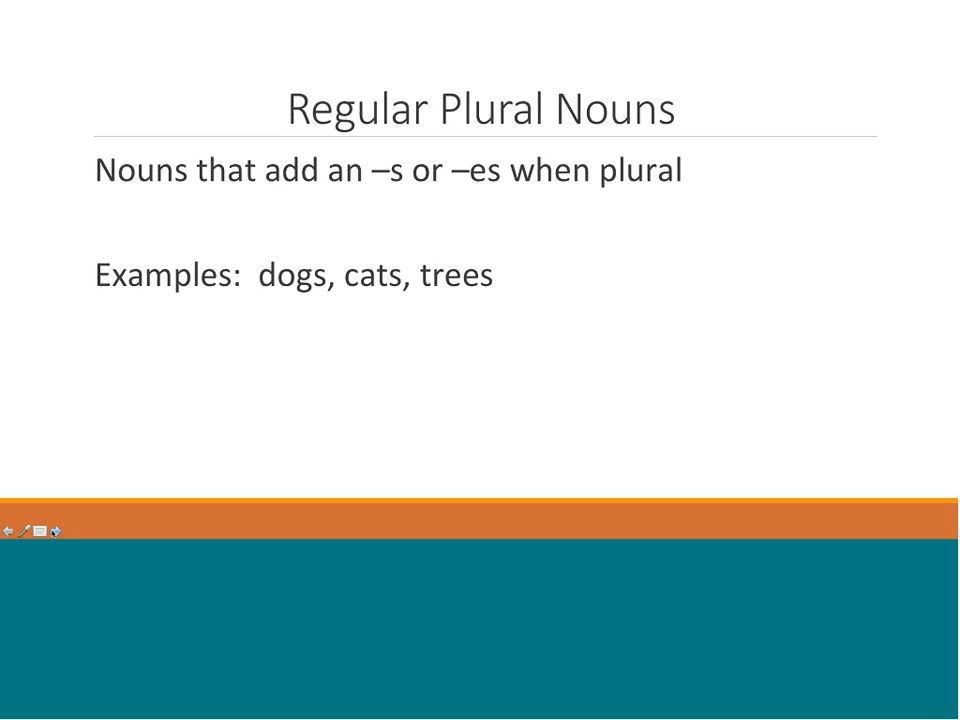 Regular Plural Nouns
Nouns that add an –s or –es when plural
Examples:  dogs, cats, trees